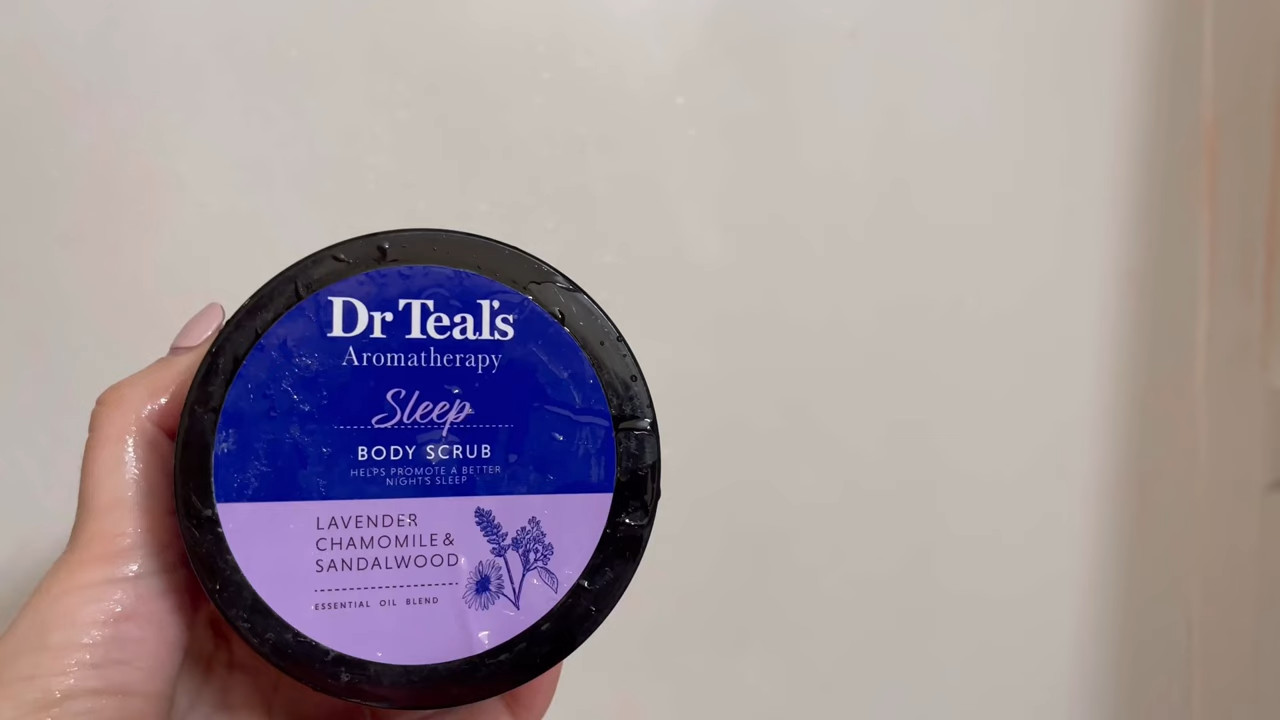 Dr Teal's
Aromatherapy
Sleep
BODY SCRUB
HELPS PROMOTE A BETTER
NIGHT'S SLEEP
LAVENDER
CHAMOMILE &
SANDALWOOD
ESSENTIAL OIL BLEND